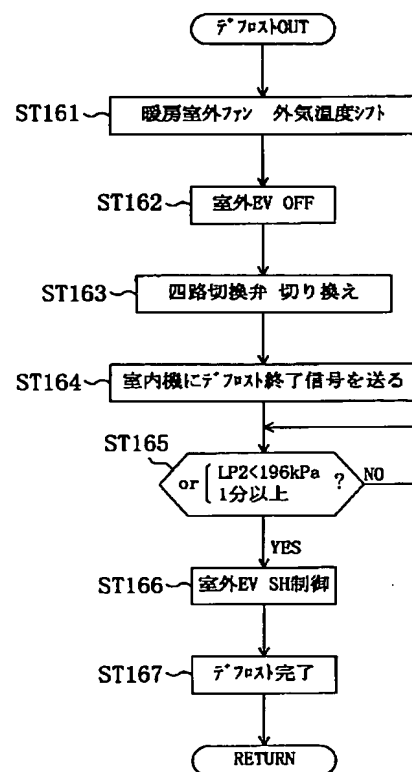 デフロストOUT
ST161
暖房室外ファン 外気温度シフト
ST162
室外EV OFF
ST163
四路切換弁 切り換え
ST164
室内機にデフロスト終了信号を送る
ST165
or LP2<196kPa ?
1分以上
NO
YES
ST166
室外EV SH制御
ST167
デフロスト完了
RETURN